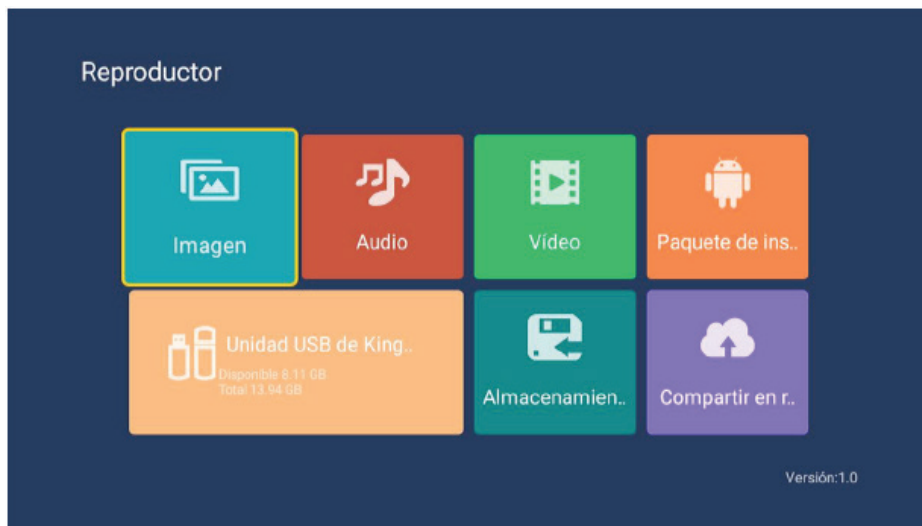 Reproductor
Imagen
Audio
Vídeo
Paquete de ins..
Unidad USB de King..
Disponible 8.11 GB
Total 13.94 GB
Almacenamien..
Compartir en r..
Versión:1.0